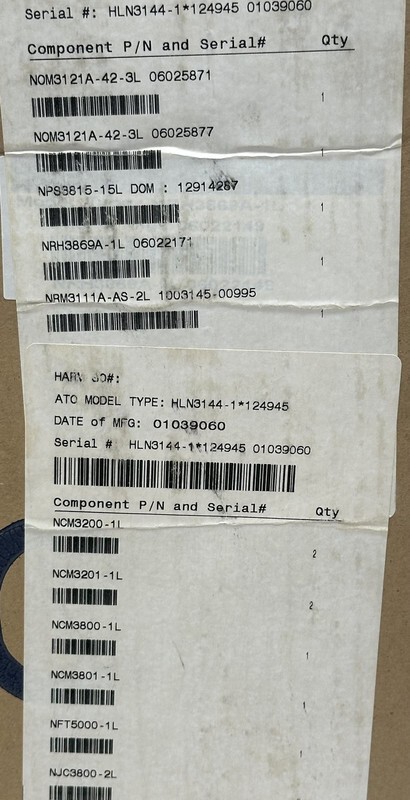 Serial #: HLN3144-1*124945 01039060
Component P/N and Serial# Qty
NOM3121A-42-3L 06025871
1
NOM3121A-42-3L 06025877
1
NPS3815-15L DOM : 12914287
1
NRH3869A-1L 06022171
1
NRM3111A-AS-2L 1003145-00995
1
ATO MODEL TYPE: HLN3144-1*124945
DATE of MFG: 01039060
Serial # HLN3144-1*124945 01039060
Component P/N and Serial# Qty
NCM3200-1L
2
NCM3201-1L
2
NCM3800-1L
1
NCM3801-1L
1
NFT5000-1L
1
NJC3800-2L